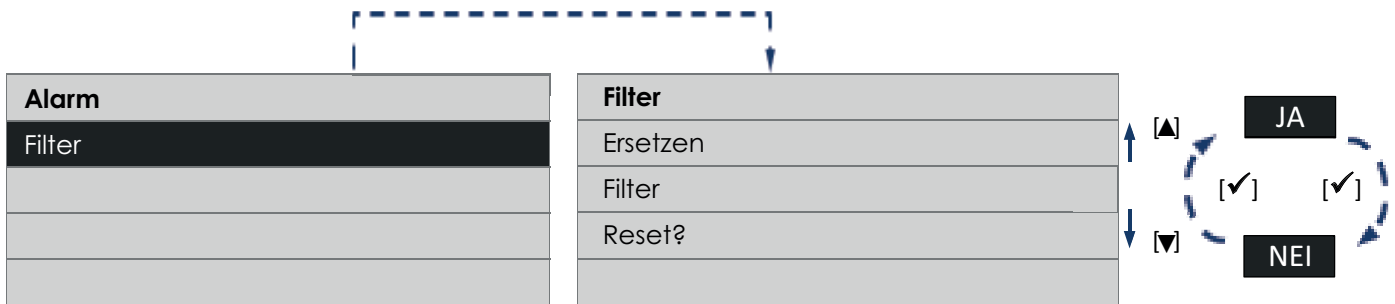 Alarm
Filter
Filter
Ersetzen
Filter
Reset?
[▲]
[▼]
JA
[✓] [✓]
NEI